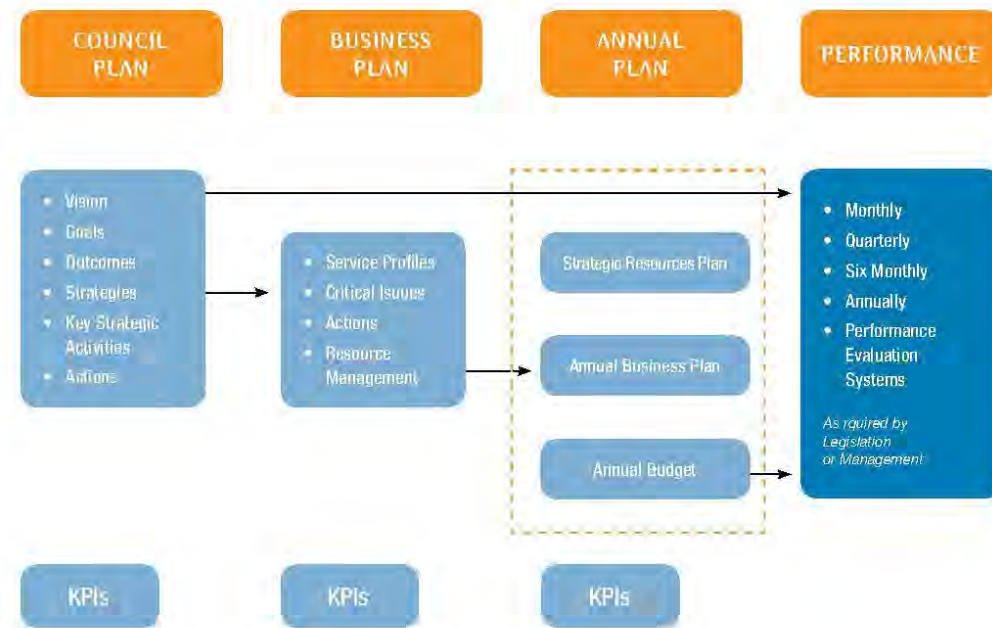 COUNCIL
PLAN
BUSINESS
PLAN
ANNUAL
PLAN
PERFORMANCE
• Vision
• Goals
• Outcomes
• Strategies
• Key Strategic
Activities
• Actions
• Service Profiles
• Critical Issues
• Actions
• Resource
Management
Strategic Resources Plan
Annual Business Plan
Annual Budget
• Monthly
• Quarterly
• Six Monthly
• Annually
• Performance
Evaluation
Systems
As rquired by
Legislation
or Management
KPIs
KPIs
KPIs